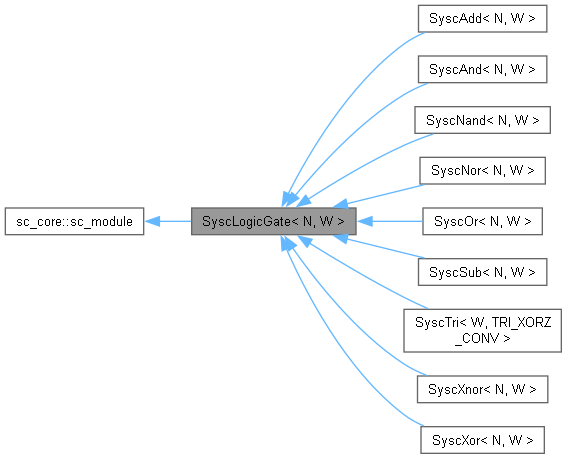 SyscAdd< N, W >
SyscAnd< N, W >
SyscNand< N, W >
SyscNor< N, W >
sc_core::sc_module
SyscLogicGate< N, W >
SyscOr< N, W >
SyscSub< N, W >
SyscTri< W, TRI_XORZ
_CONV >
SyscXnor< N, W >
SyscXor< N, W >